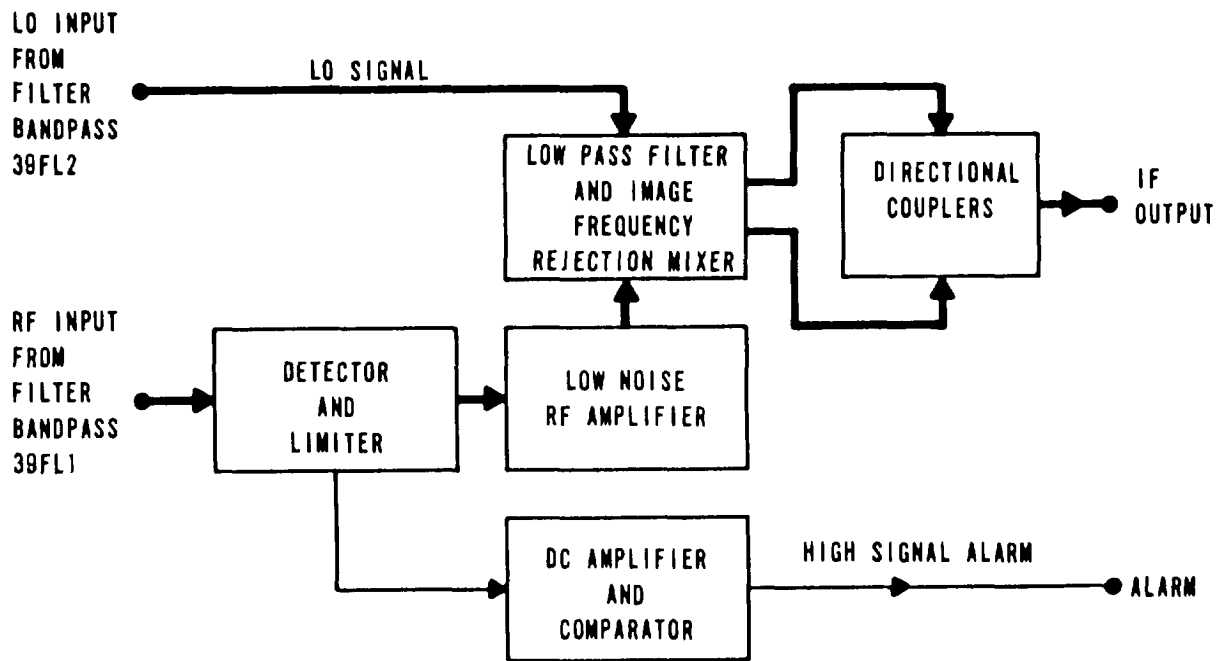 LO INPUT
FROM
FILTER
BANDPASS
39FL2
LO SIGNAL
LOW PASS FILTER
AND IMAGE
FREQUENCY
REJECTION MIXER
DIRECTIONAL
COUPLERS
IF
OUTPUT
RF INPUT
FROM
FILTER
BANDPASS
39FL1
DETECTOR
AND
LIMITER
LOW NOISE
RF AMPLIFIER
DC AMPLIFIER
AND
COMPARATOR
HIGH SIGNAL ALARM
ALARM